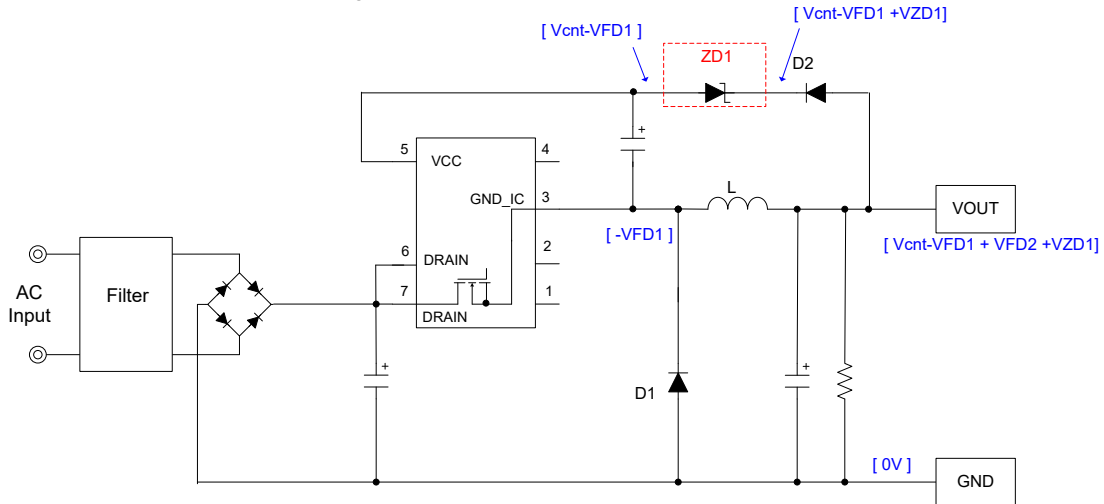 [ Vcnt-VFD1 +VZD1]
[ Vcnt-VFD1 ]
ZD1
D2
+
5
VCC
4
GND_IC
3
L
VOUT
[ -VFD1 ]
[ Vcnt-VFD1 + VFD2 +VZD1]
6
DRAIN
2
7
1
DRAIN
AC
Input
Filter
+
D1
+
[ 0V ]
GND